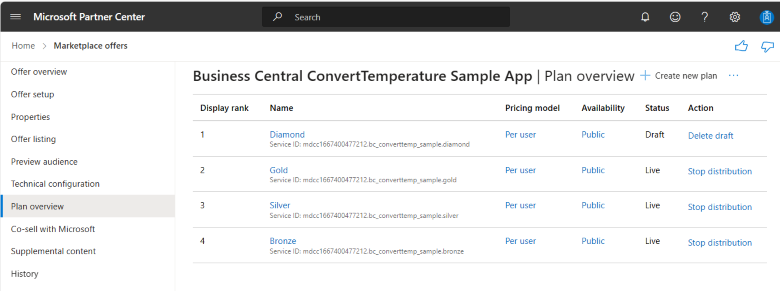 Microsoft Partner Center
Search
?
Home > Marketplace offers
Offer overview
Offer setup
Properties
Offer listing
Preview audience
Technical configuration
Plan overview
Co-sell with Microsoft
Supplemental content
History
Business Central ConvertTemperature Sample App | Plan overview + Create new plan ...
Display rank Name Pricing model Availability Status Action
1 Diamond Per user Public Draft Delete draft
Service ID: mdcc1667400477212.bc_converttemp_sample.diamond
2 Gold Per user Public Live Stop distribution
Service ID: mdcc1667400477212.bc_converttemp_sample.gold
3 Silver Per user Public Live Stop distribution
Service ID: mdcc1667400477212.bc_converttemp_sample.silver
4 Bronze Per user Public Live Stop distribution
Service ID: mdcc1667400477212.bc_converttemp_sample.bronze